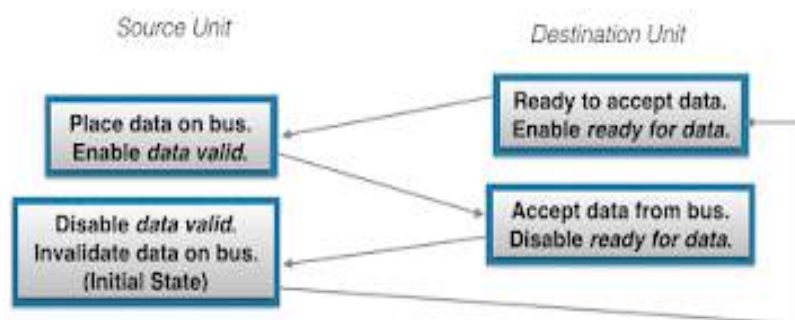 Source Unit
Destination Unit
Ready to accept data.
Enable ready for data.
Place data on bus.
Enable data valid.
Accept data from bus.
Disable ready for data.
Disable data valid.
Invalidate data on bus.
(Initial State)